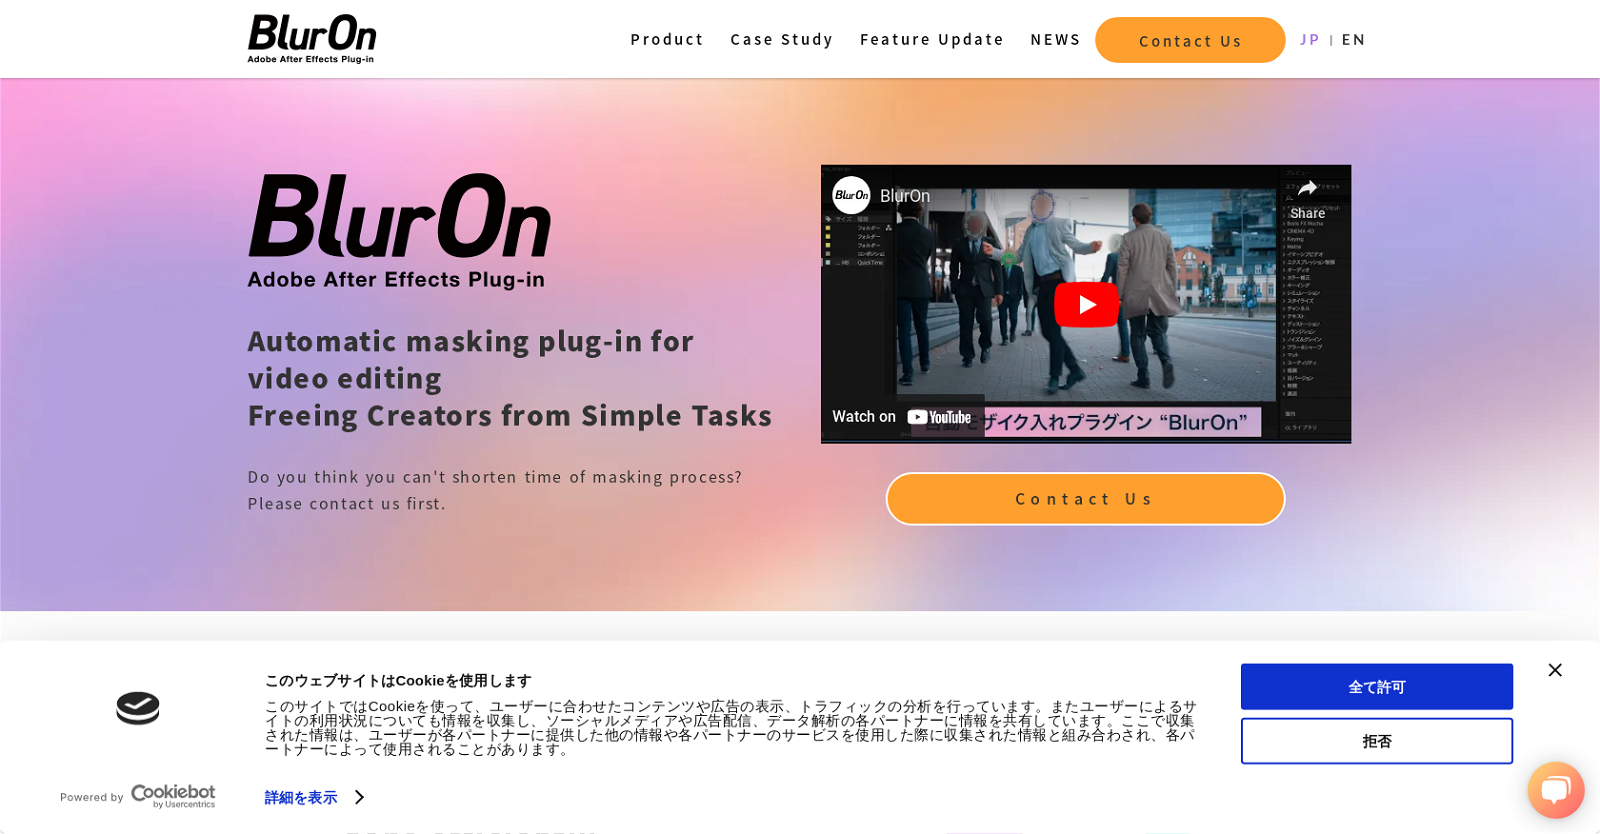 BlurOn
Adobe After Effects Plug-in
Product
Case Study
Feature Update
NEWS
Contact Us
JP | EN
BlurOn
Adobe After Effects Plug-in
Automatic masking plug-in for
video editing
Freeing Creators from Simple Tasks
Do you think you can't shorten time of masking process?
Please contact us first.
BlurOn
BlurOn
Share
Watch on YouTube
モザイク入れプラグイン “BlurOn”
Contact Us
このウェブサイトはCookieを使用します
このサイトではCookieを使って、ユーザーに合わせたコンテンツや広告の表示、トラフィックの分析を行っています。またユーザーによるサ
イトの利用状況についても情報を収集し、ソーシャルメディアや広告配信、データ解析の各パートナーに情報を共有しています。ここで収集
された情報は、ユーザーが各パートナーに提供した他の情報や各パートナーのサービスを使用した際に収集された情報と組み合わされ、各パ
ートナーによって使用されることがあります。
全て許可
拒否
Powered by Cookiebot
by Usercentrics
詳細を表示